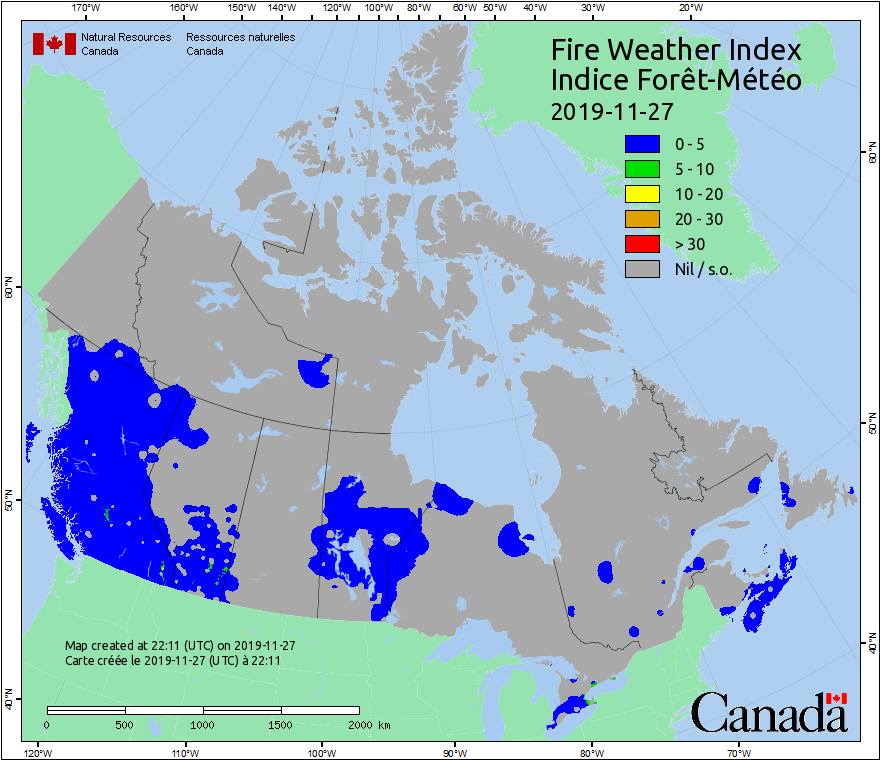 170°W 160°W 150°W 140°W 120°W 100°W 80°W 60°W 50°W 40°W 30°W 20°W
Natural Resources Ressources naturelles
Canada Canada
Fire Weather Index
Indice Forêt-Météo
2019-11-27
0 - 5
5 - 10
10 - 20
20 - 30
> 30
Nil / s.o.
60°N
60°N
50°N
50°N
40°N
40°N
Map created at 22:11 (UTC) on 2019-11-27
Carte créée le 2019-11-27 (UTC) à 22:11
0 500 1000 1500 2000 km
Canada
120°W 110°W 100°W 90°W 80°W 70°W